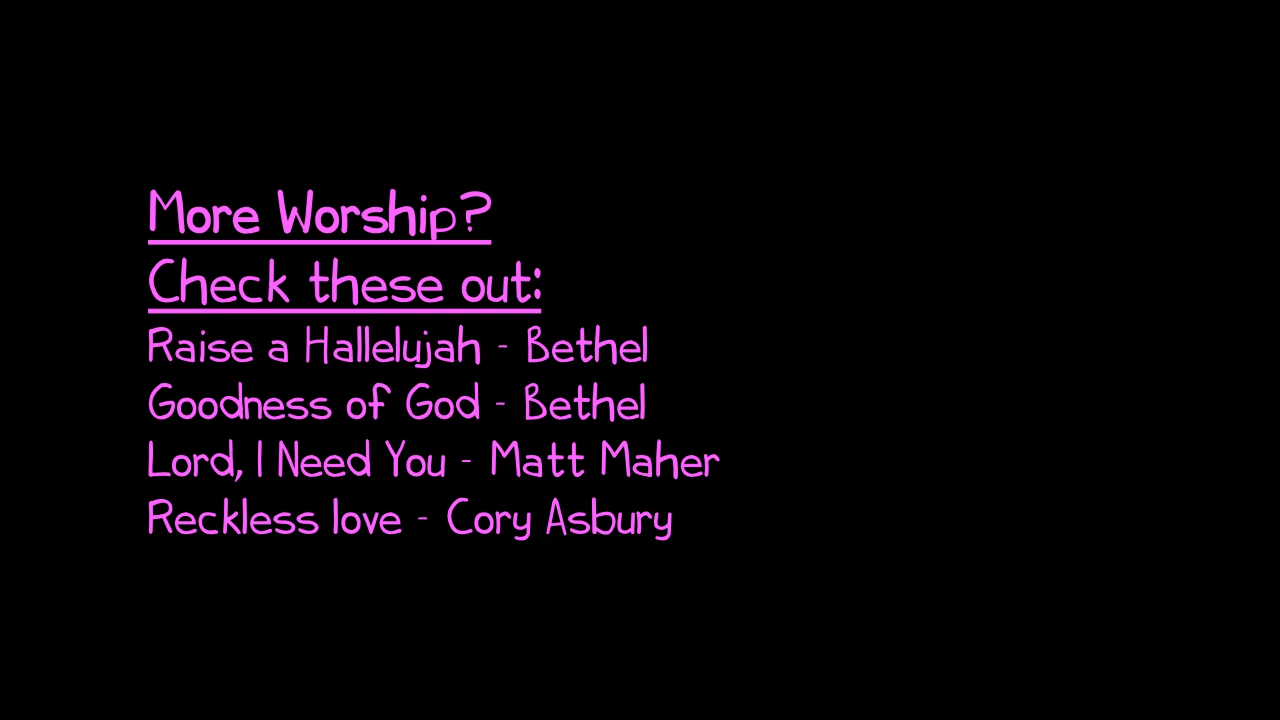 More Worship?
Check these out:
Raise a Hallelujah - Bethel
Goodness of God - Bethel
Lord, I Need You - Matt Maher
Reckless love - Cory Asbury